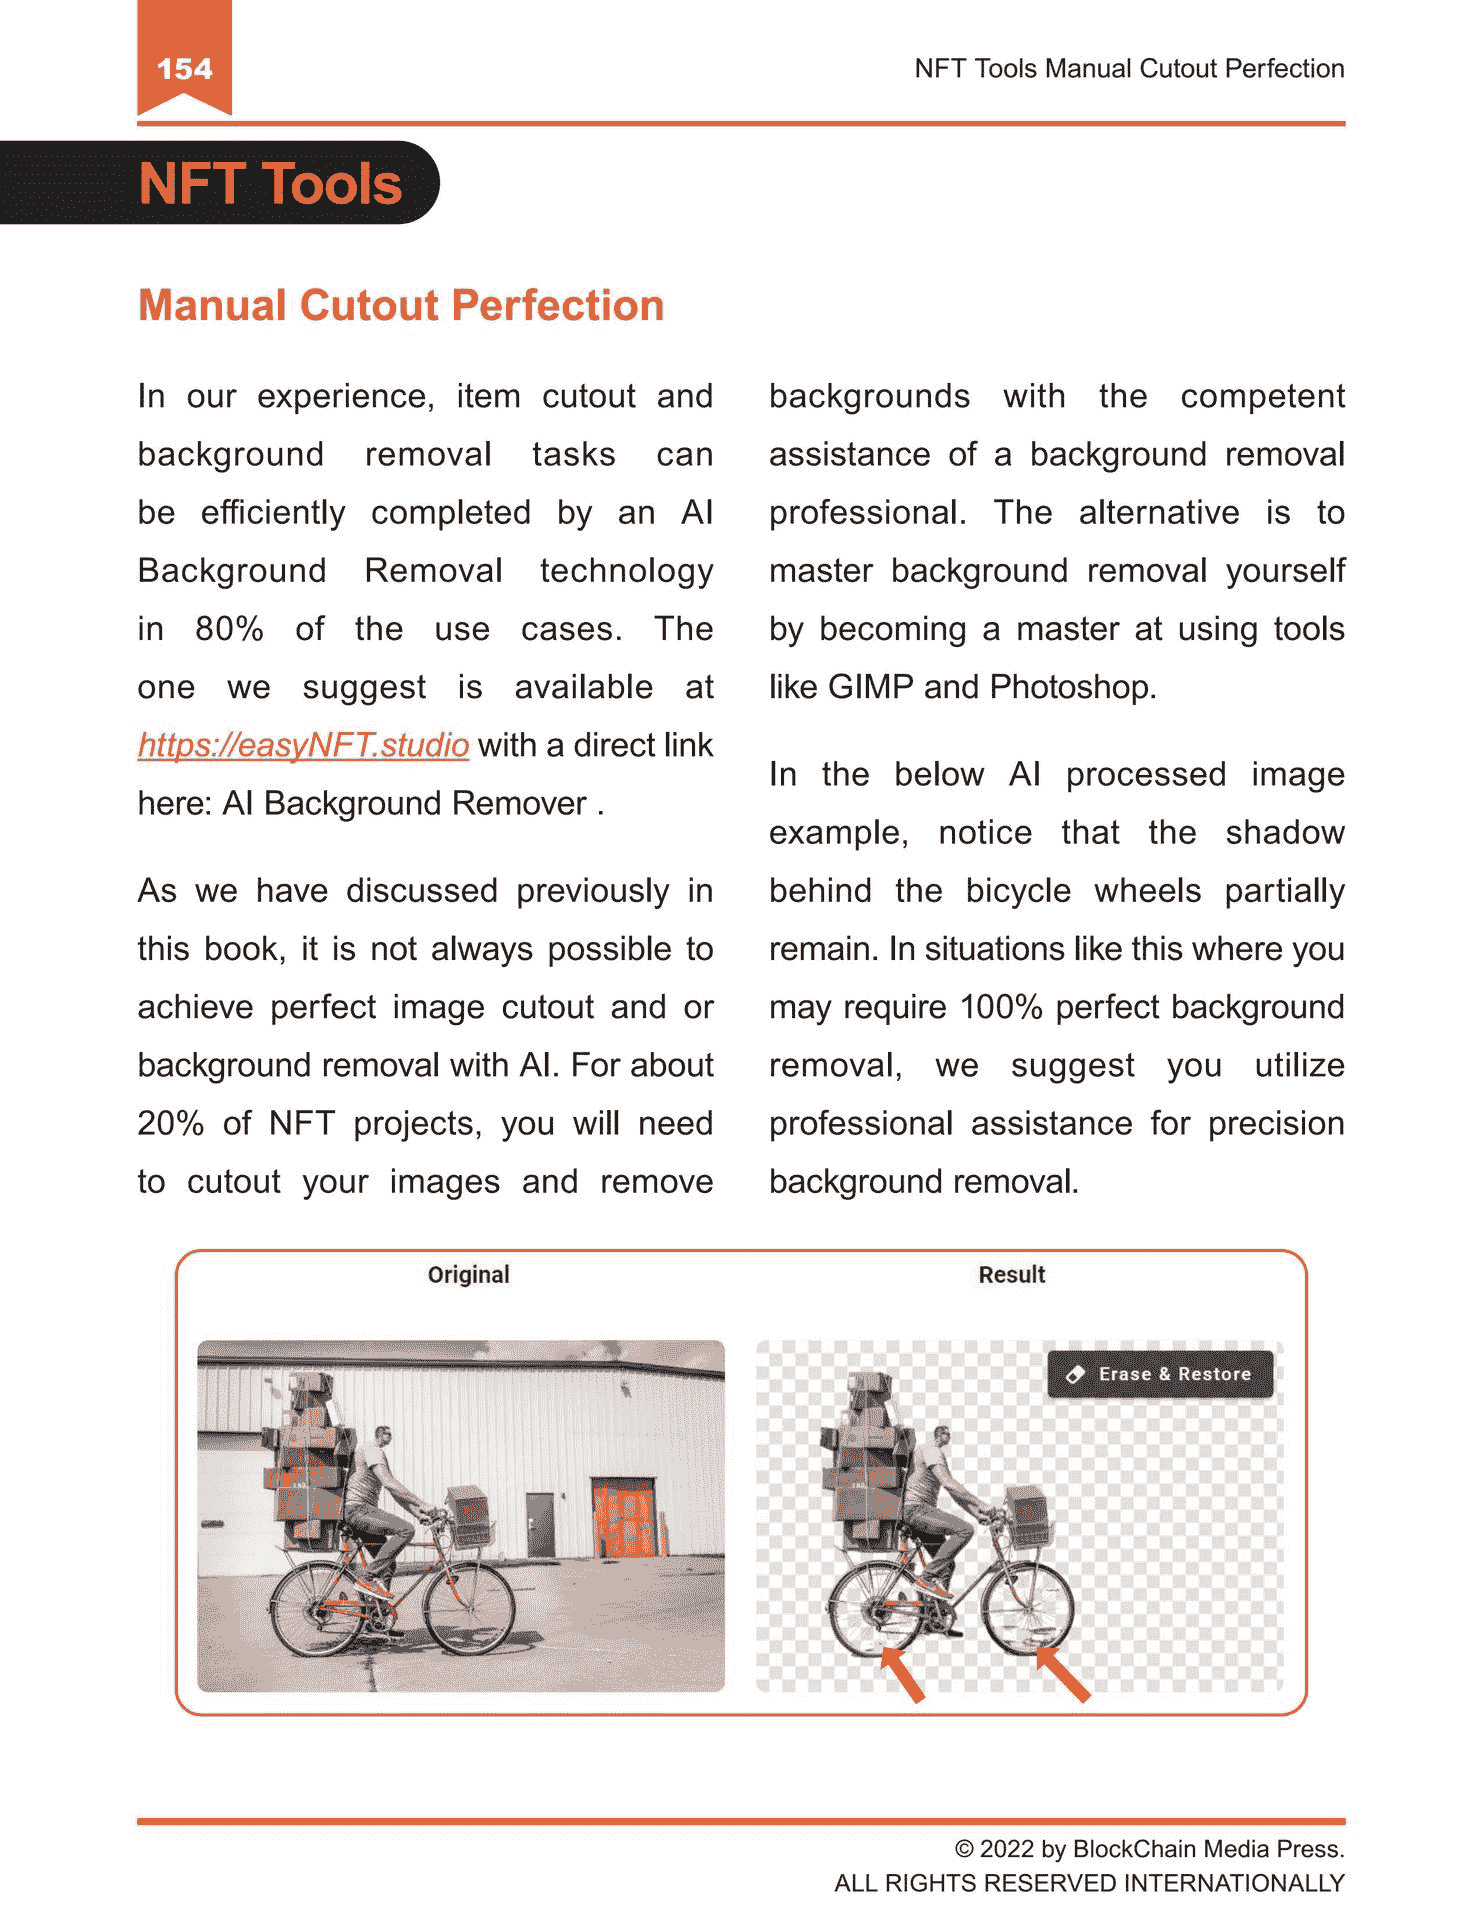 154
NFT Tools Manual Cutout Perfection
NFT Tools
Manual Cutout Perfection
In our experience, item cutout and
background removal tasks can
be efficiently completed by an AI
Background Removal technology
in 80% of the use cases. The
one we suggest is available at
https://easyNFT.studio with a direct link
here: AI Background Remover .
As we have discussed previously in
this book, it is not always possible to
achieve perfect image cutout and or
background removal with AI. For about
20% of NFT projects, you will need
to cutout your images and remove
backgrounds with the competent
assistance of a background removal
professional. The alternative is to
master background removal yourself
by becoming a master at using tools
like GIMP and Photoshop.
In the below AI processed image
example, notice that the shadow
behind the bicycle wheels partially
remain. In situations like this where you
may require 100% perfect background
removal, we suggest you utilize
professional assistance for precision
background removal.
Original
Result
Erase & Restore
© 2022 by BlockChain Media Press.
ALL RIGHTS RESERVED INTERNATIONALLY